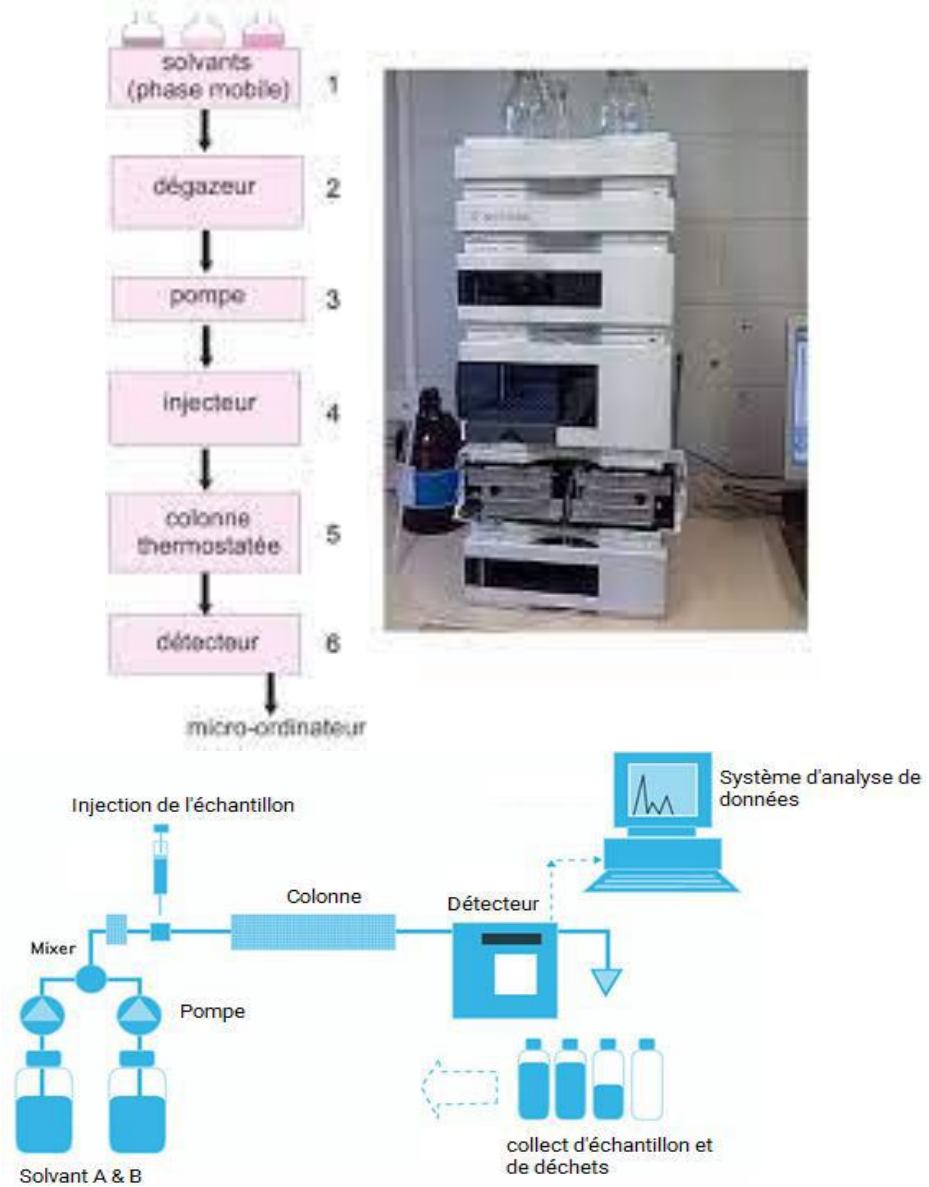 solvants
(phase mobile)
1
dégazeur
2
pompe
3
injecteur
4
colonne
thermostatée
5
détecteur
6
micro-ordinateur
Injection de l'échantillon
Système d'analyse de
données
Colonne
Détecteur
Mixer
Pompe
Solvant A & B
collect d'échantillon et
de déchets